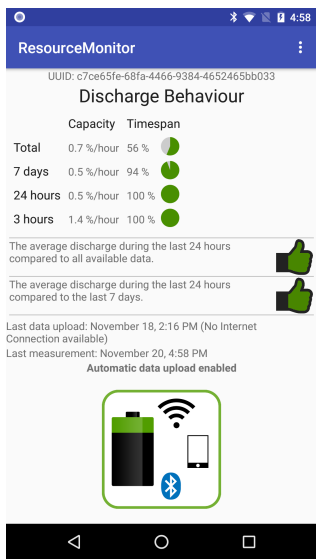 4:58
ResourceMonitor
UUID: c7ce65fe-68fa-4466-9384-4652465bb033
Discharge Behaviour
Capacity Timespan
Total 0.7 %/hour 56 %
7 days 0.5 %/hour 94 %
24 hours 0.5 %/hour 100 %
3 hours 1.4 %/hour 100 %
The average discharge during the last 24 hours
compared to all available data.
The average discharge during the last 24 hours
compared to the last 7 days.
Last data upload: November 18, 2:16 PM (No Internet
Connection available)
Last measurement: November 20, 4:58 PM
Automatic data upload enabled